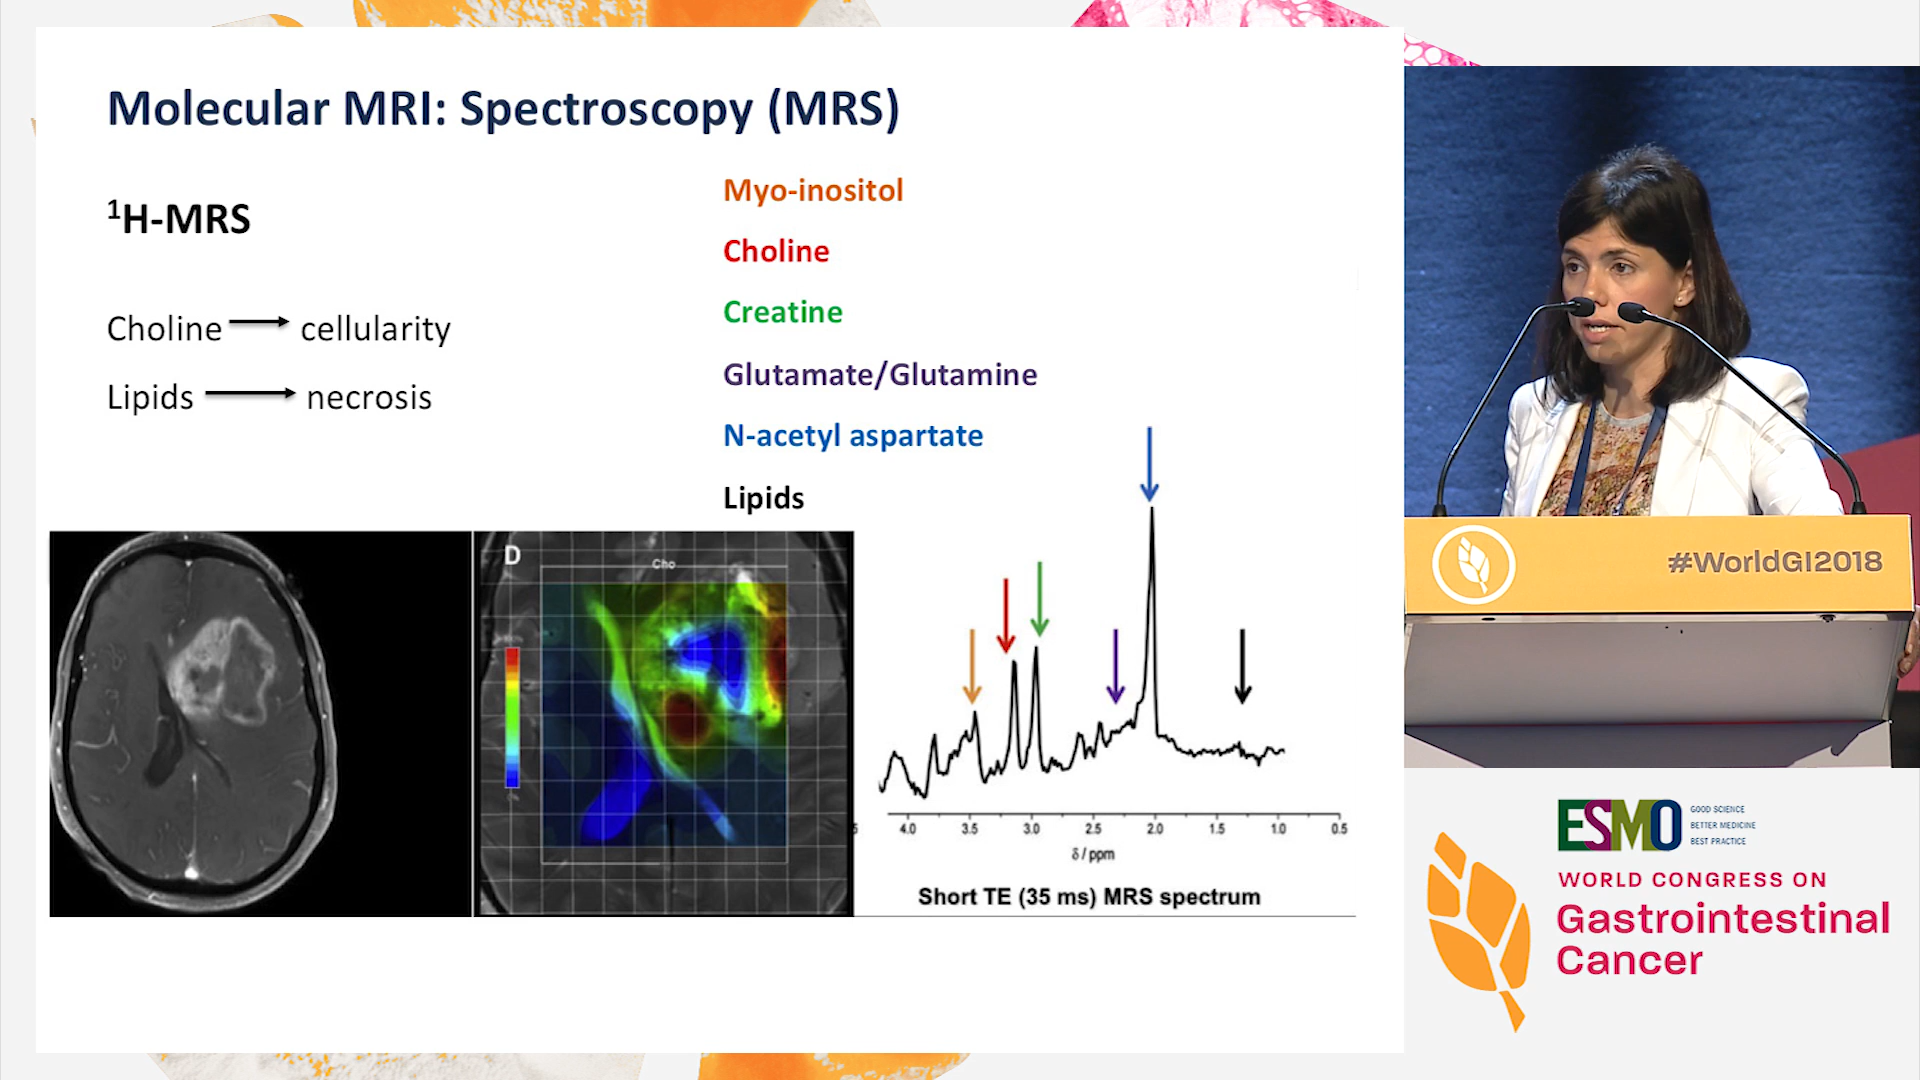 Molecular MRI: Spectroscopy (MRS)
¹H-MRS
Choline → cellularity
Lipids → necrosis
Myo-inositol
Choline
Creatine
Glutamate/Glutamine
N-acetyl aspartate
Lipids
D
Cho
4.0 3.5 3.0 2.5 2.0 1.5 1.0 0.5
δ / ppm
Short TE (35 ms) MRS spectrum
#WorldGI2018
ESMO
GOOD SCIENCE
BETTER MEDICINE
BEST PRACTICE
WORLD CONGRESS ON
Gastrointestinal
Cancer